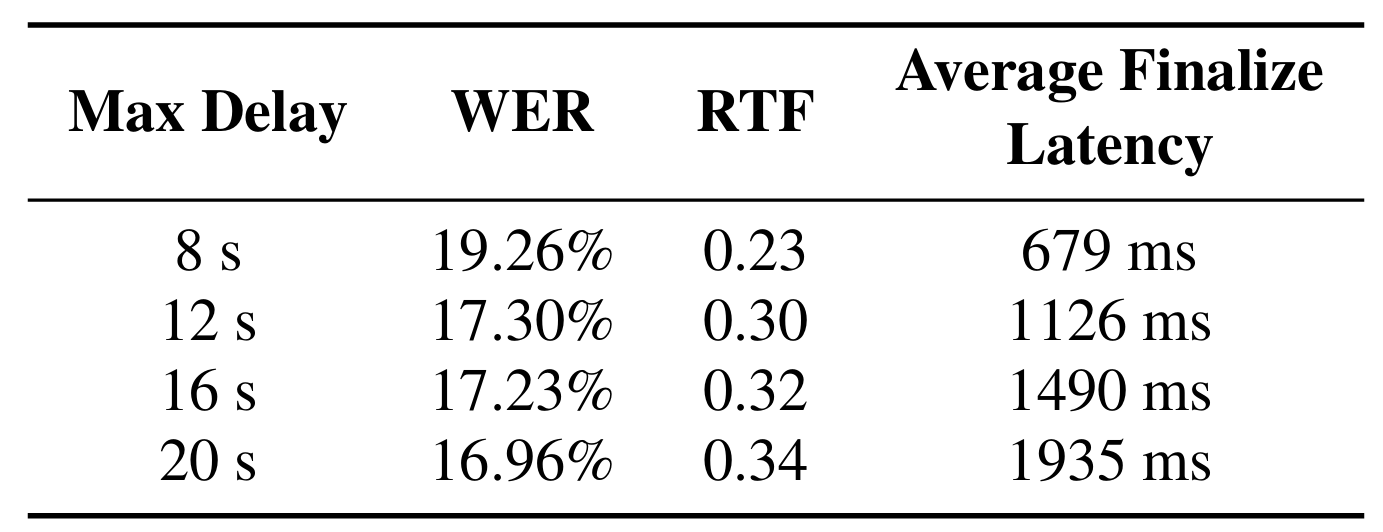 Max Delay WER RTF Average Finalize Latency
8 s 19.26% 0.23 679 ms
12 s 17.30% 0.30 1126 ms
16 s 17.23% 0.32 1490 ms
20 s 16.96% 0.34 1935 ms